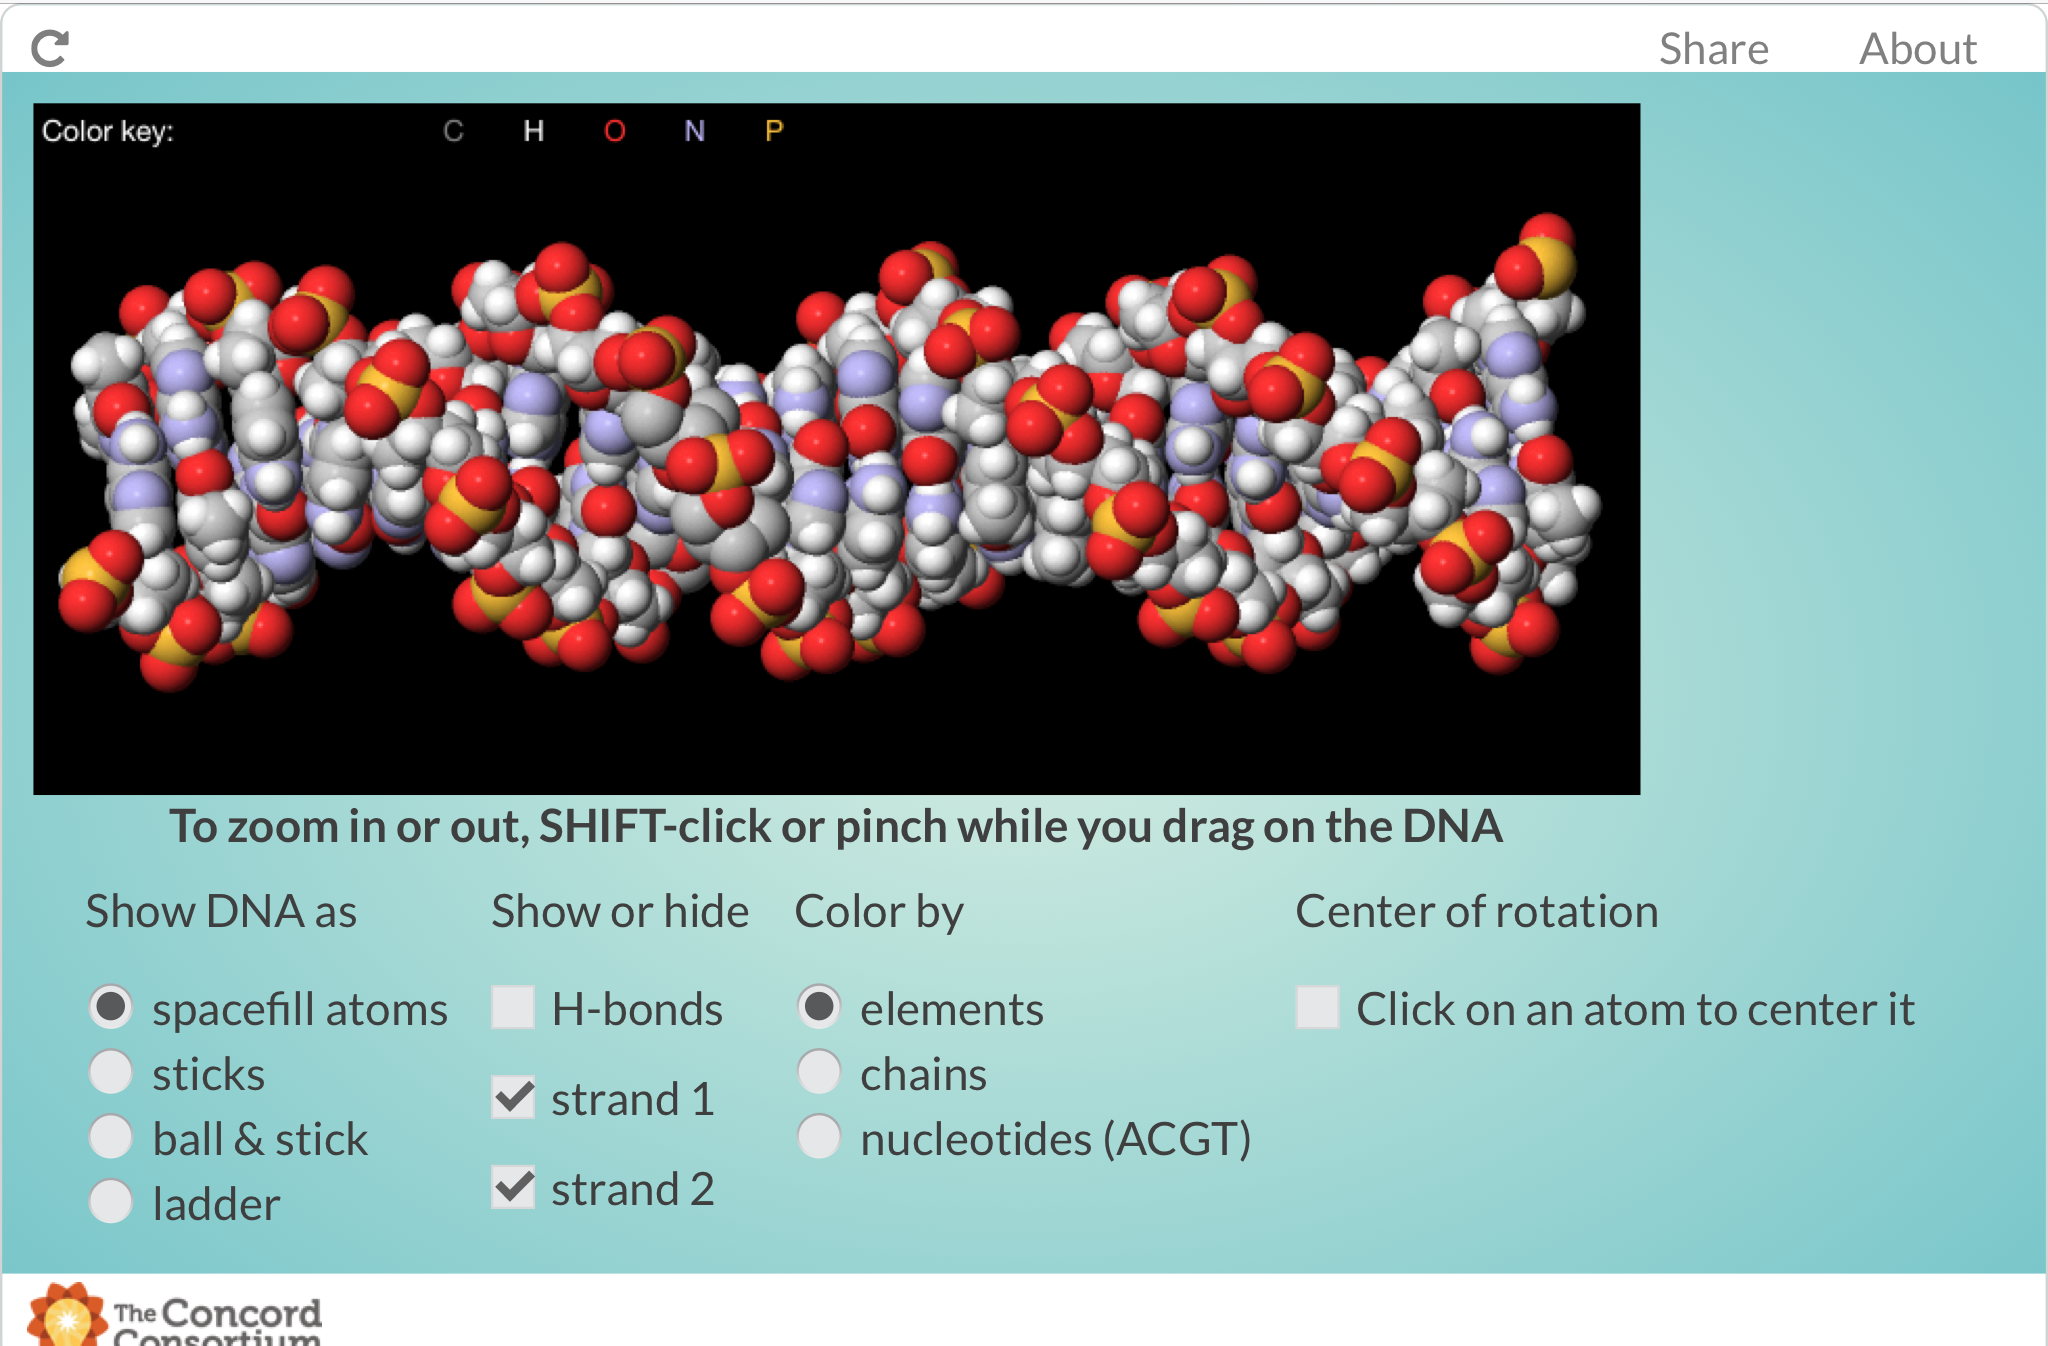 Share About
Color key: C H O N P
To zoom in or out, SHIFT-click or pinch while you drag on the DNA
Show DNA as
spacefill atoms
sticks
ball & stick
ladder
Show or hide
H-bonds
strand 1
strand 2
Color by
elements
chains
nucleotides (ACGT)
Center of rotation
Click on an atom to center it
The Concord
Consortium